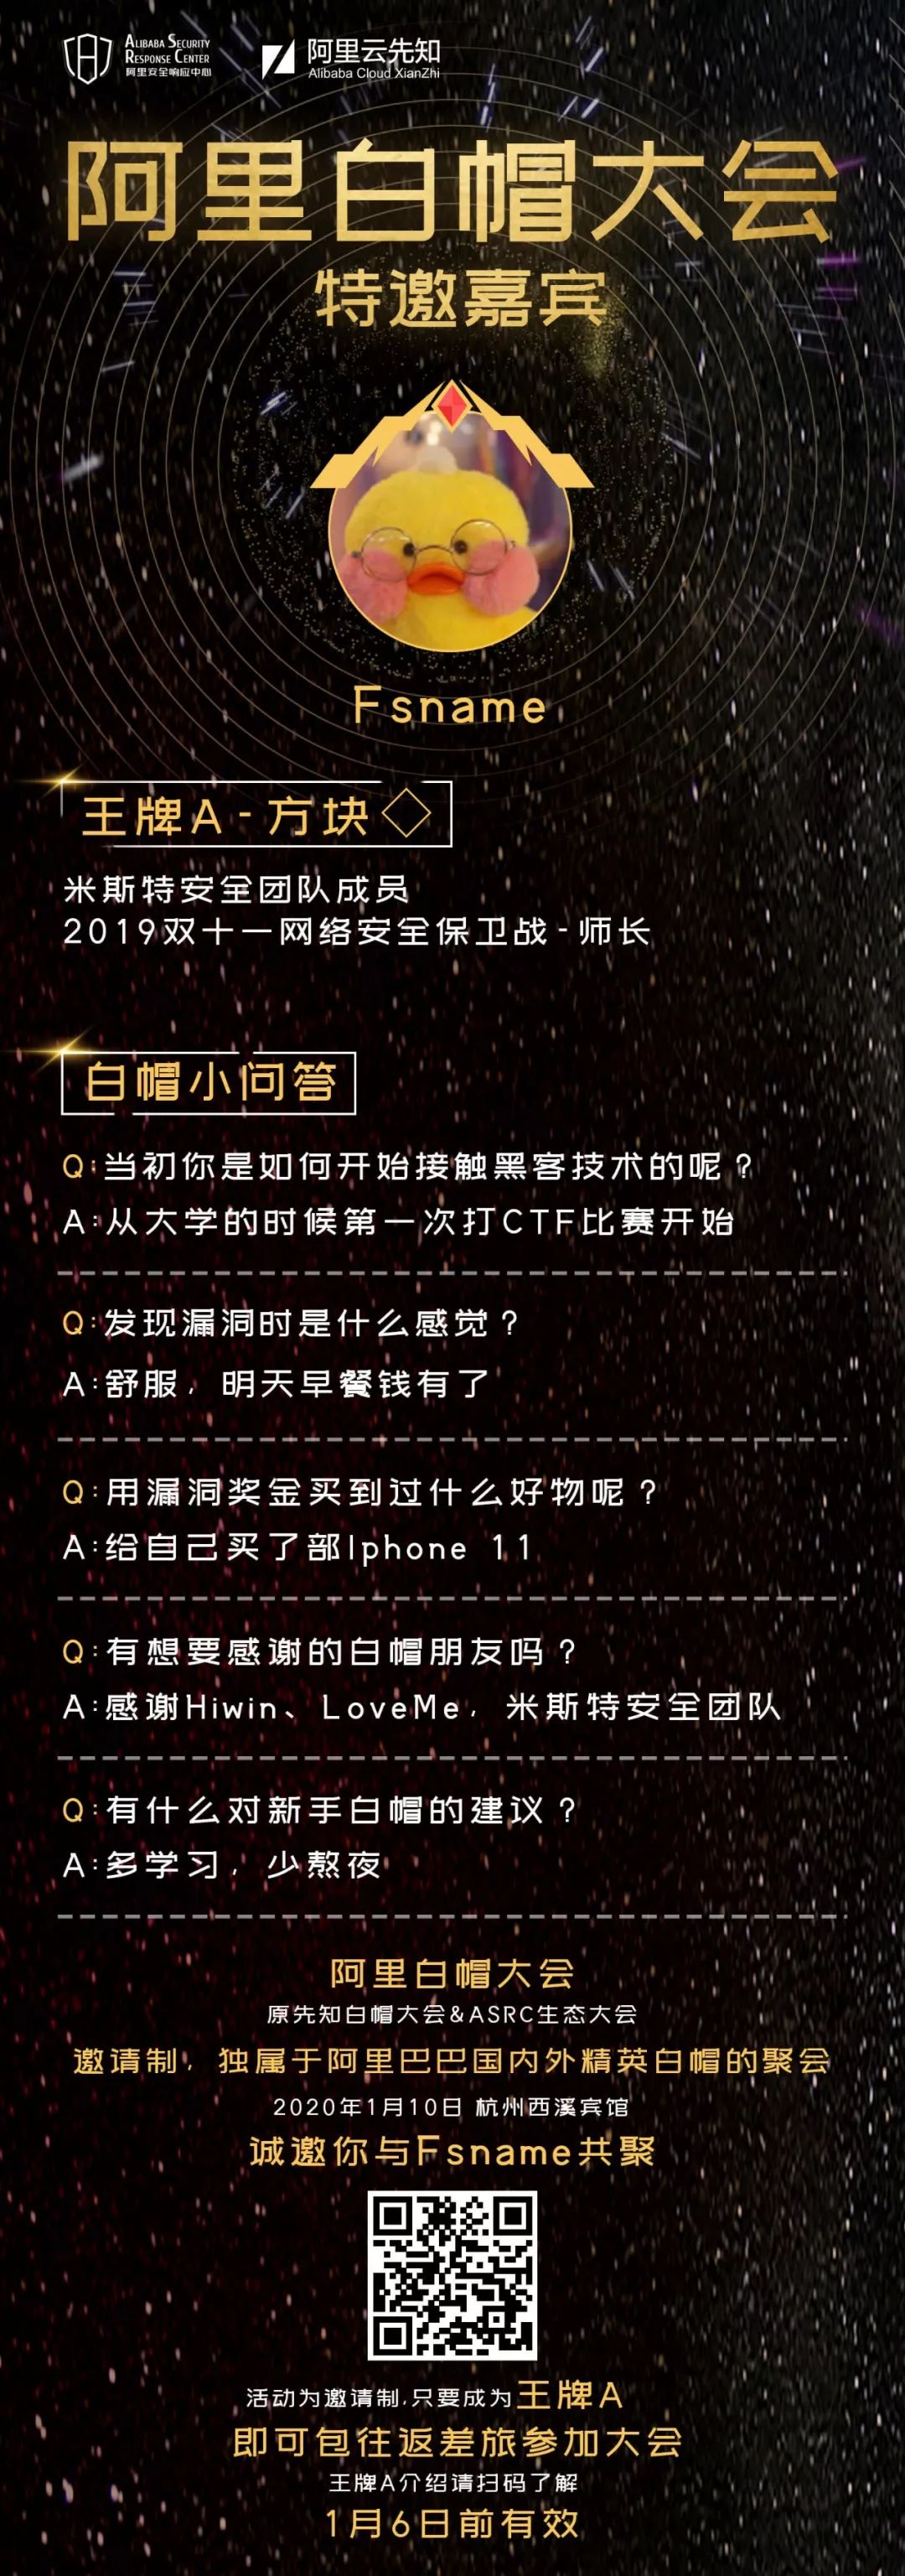 ALIBABA SECURITY
RESPONSE CENTER
阿里安全响应中心
阿里云先知
Alibaba Cloud XianZhi
阿里白帽大会
特邀嘉宾
Fsname
王牌A-方块◇
米斯特安全团队成员
2019双十一网络安全保卫战-师长
白帽小问答
Q:当初你是如何开始接触黑客技术的呢？
A:从大学的时候第一次打CTF比赛开始
Q:发现漏洞时是什么感觉？
A:舒服，明天早餐钱有了
Q:用漏洞奖金买到过什么好物呢？
A:给自己买了部Iphone 11
Q:有想要感谢的白帽朋友吗？
A:感谢Hiwin、LoveMe，米斯特安全团队
Q:有什么对新手白帽的建议？
A:多学习，少熬夜
阿里白帽大会
原先知白帽大会&ASRC生态大会
邀请制，独属于阿里巴巴国内外精英白帽的聚会
2020年1月10日 杭州西溪宾馆
诚邀你与Fsname共聚
活动为邀请制,只要成为王牌A
即可包往返差旅参加大会
王牌A介绍请扫码了解
1月6日前有效